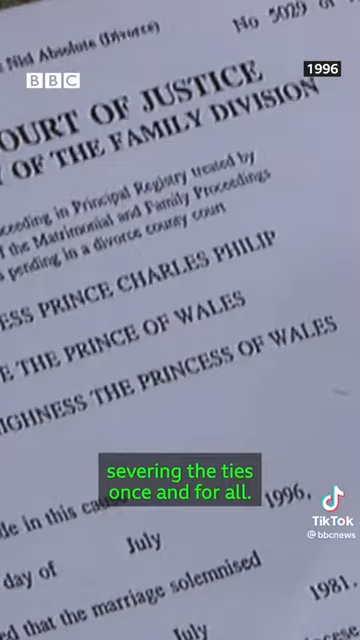 Nisi Absolute (Divorce)
No 5029 of
BBC
1996
COURT OF JUSTICE
OF THE FAMILY DIVISION
ceeding in Principal Registry treated by
the Matrimonial and Family Proceedings
pending in a divorce county court
ESS PRINCE CHARLES PHILIP
E THE PRINCE OF WALES
IGHNESS THE PRINCESS OF WALES
severing the ties
once and for all.
de in this
1996,
day of July
TikTok
@bbcnews
ed that the marriage solemnised
July
1981.